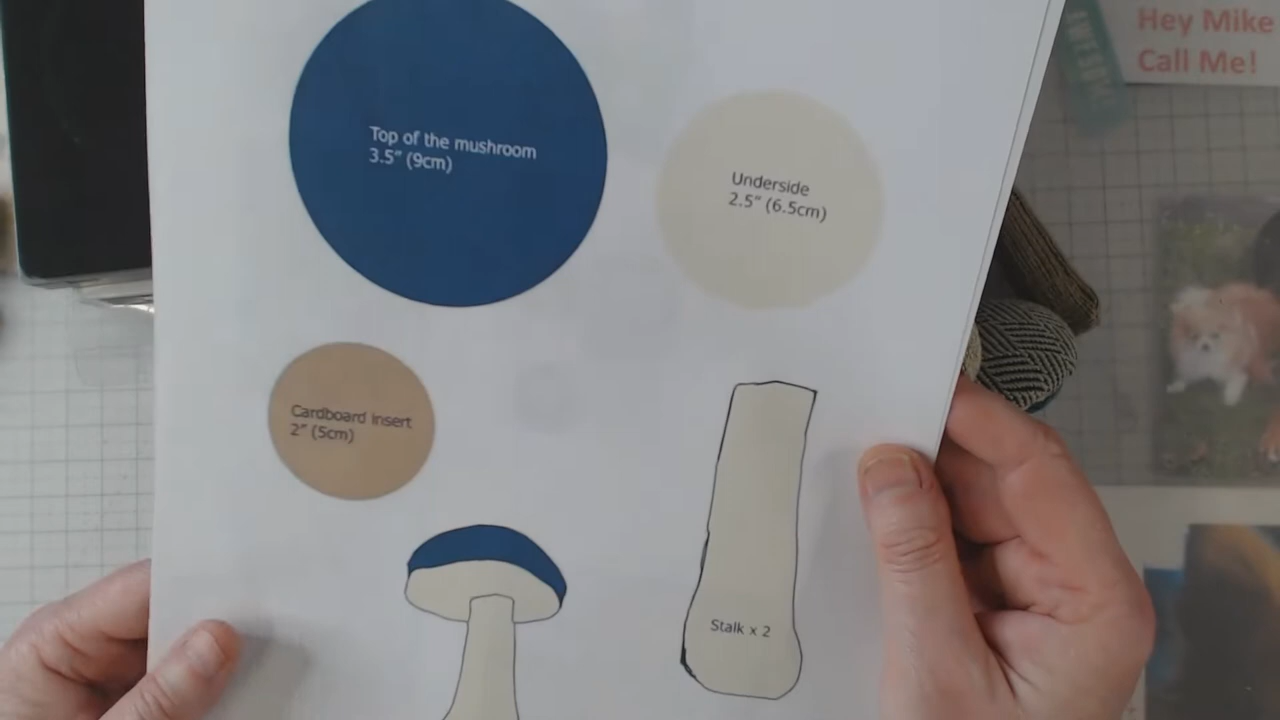 Hey Mike
Call Me!
Top of the mushroom
3.5" (9cm)
Underside
2.5" (6.5cm)
Cardboard insert
2" (5cm)
Stalk x 2